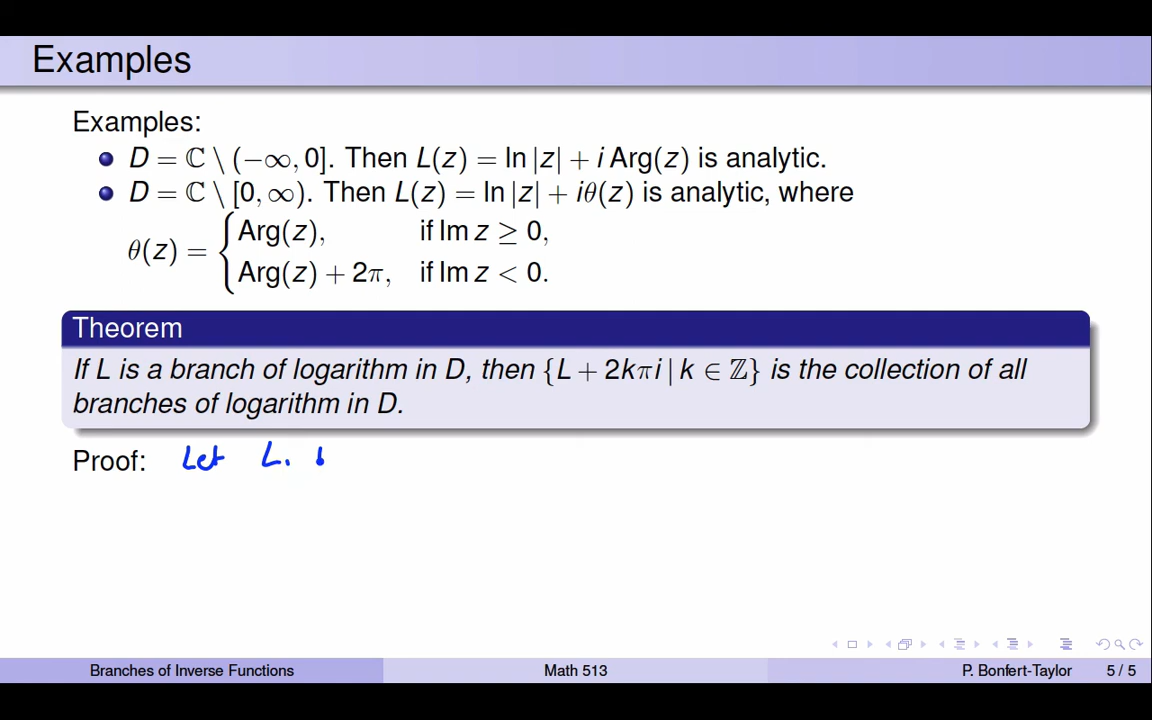 Examples
Examples:
D = ℂ \ (−∞, 0]. Then L(z) = ln |z| + i Arg(z) is analytic.
D = ℂ \ [0, ∞). Then L(z) = ln |z| + iθ(z) is analytic, where
θ(z) = { Arg(z), if Im z ≥ 0,
Arg(z) + 2π, if Im z < 0.
Theorem
If L is a branch of logarithm in D, then {L + 2kπi | k ∈ ℤ} is the collection of all
branches of logarithm in D.
Proof: Let L.
Branches of Inverse Functions Math 513 P. Bonfert-Taylor 5 / 5